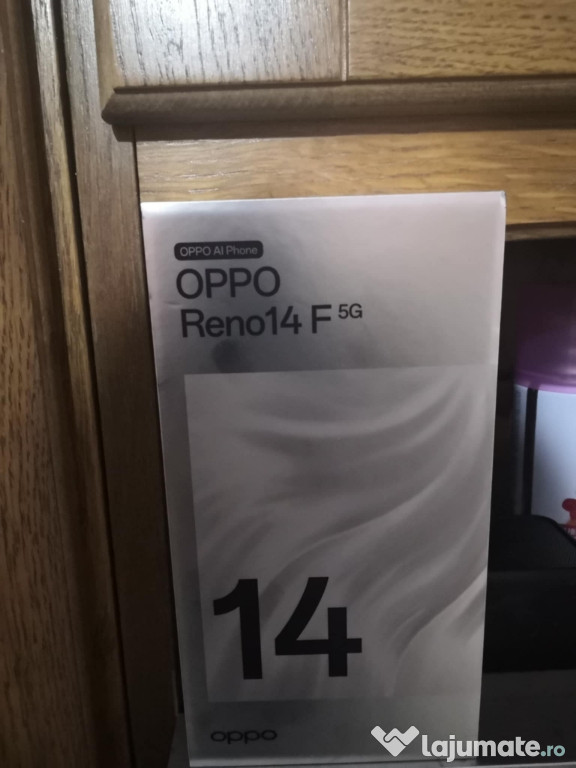 OPPO AI Phone
OPPO
Reno14 F 5G
14
oppo
lajumate.ro